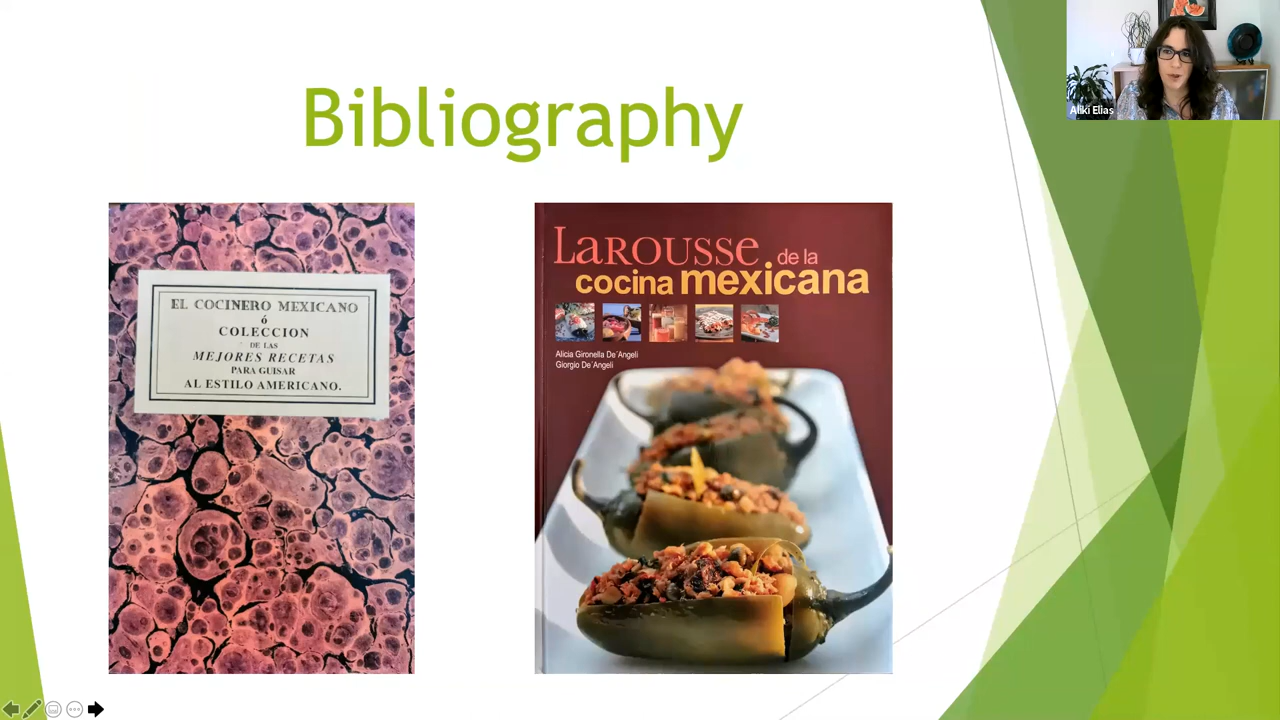 Bibliography
EL COCINERO MEXICANO
ó
COLECCION
DE LAS
MEJORES RECETAS
PARA GUISAR
AL ESTILO AMERICANO.
LAROUSSE de la
cocina mexicana
Alicia Gironella De'Angeli
Giorgio De'Angeli
Aliki Elias